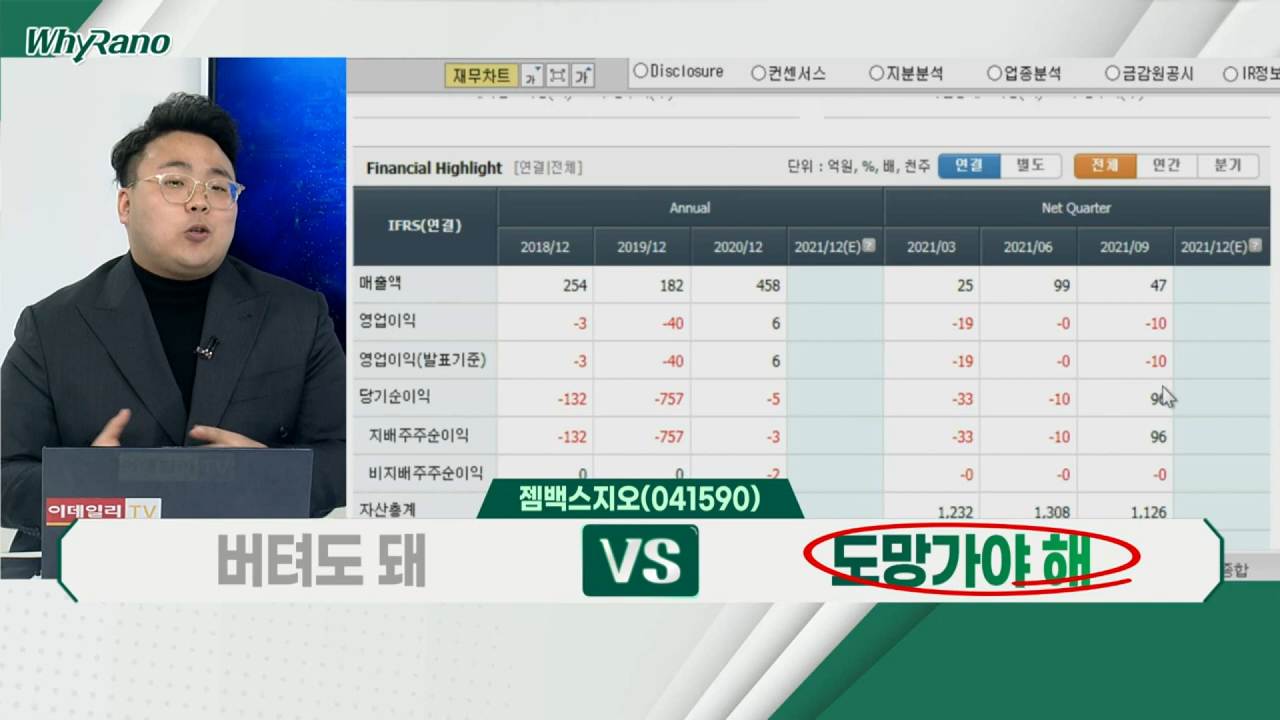 WhyRano
재무차트 가 가 Disclosure 컨센서스 지분분석 업종분석 금감원공시 IR정보
Financial Highlight [연결|전체] 단위 : 억원, %, 배, 천주 연결 별도 전체 연간 분기
IFRS(연결) Annual Net Quarter
2018/12 2019/12 2020/12 2021/12(E) 2021/03 2021/06 2021/09 2021/12(E)
매출액 254 182 458 25 99 47
영업이익 -3 -40 6 -19 -0 -10
영업이익(발표기준) -3 -40 6 -19 -0 -10
당기순이익 -132 -757 -5 -33 -10
지배주주순이익 -132 -757 -3 -33 -10 96
비지배주주순이익 0 0 -2 -0 -0 -0
자산총계 1,232 1,308 1,126
이데일리TV
젬백스지오(041590)
버텨도 돼 VS 도망가야 해
종합